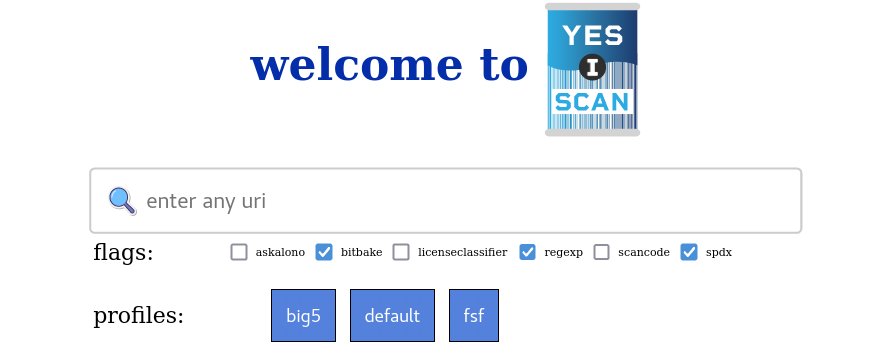 welcome to
YES
I
SCAN
enter any uri
flags: askalono bitbake licenseclassifier regexp scancode spdx
profiles: big5 default fsf